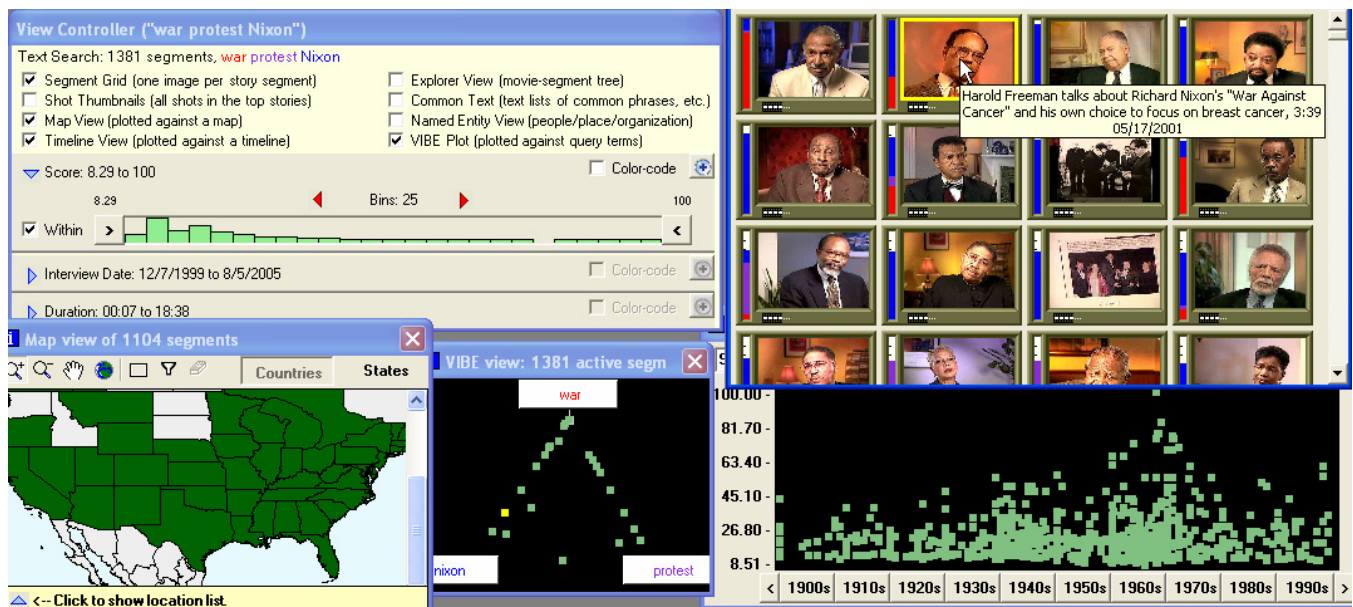 View Controller ("war protest Nixon")
Text Search: 1381 segments, war protest Nixon
Segment Grid (one image per story segment)
Explorer View (movie-segment tree)
Shot Thumbnails (all shots in the top stories)
Common Text (text lists of common phrases, etc.)
Map View (plotted against a map)
Named Entity View (people/place/organization)
Timeline View (plotted against a timeline)
VIBE Plot (plotted against query terms)
Score: 8.29 to 100
Color-code
8.29
Bins: 25
100
Within
>
<
Interview Date: 12/7/1999 to 8/5/2005
Color-code
Duration: 00:07 to 18:38
Color-code
Harold Freeman talks about Richard Nixon's "War Against
Cancer" and his own choice to focus on breast cancer, 3:39
05/17/2001
Map view of 1104 segments
Countries
States
<-- Click to show location list.
VIBE view: 1381 active segm
war
nixon
protest
100.00 -
81.70 -
63.40 -
45.10 -
26.80 -
8.51 -
< 1900s 1910s 1920s 1930s 1940s 1950s 1960s 1970s 1980s 1990s >